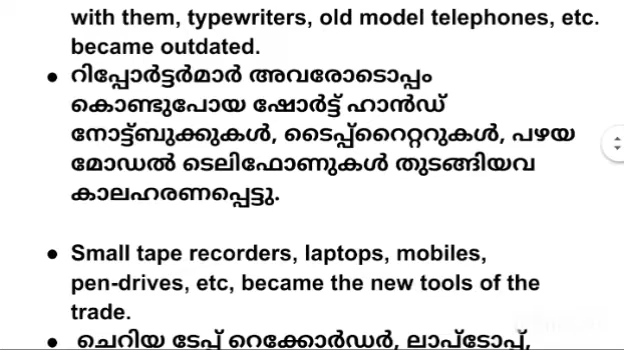 with them, typewriters, old model telephones, etc.
became outdated.
● റിപ്പോർട്ടർമാർ അവരോടൊപ്പം
കൊണ്ടുപോയ ഷോർട്ട് ഹാൻഡ്
നോട്ട്ബുക്കുകൾ, ടൈപ്പ്റൈറ്ററുകൾ, പഴയ
മോഡൽ ടെലിഫോണുകൾ തുടങ്ങിയവ
കാലഹരണപ്പെട്ടു.
● Small tape recorders, laptops, mobiles,
pen-drives, etc, became the new tools of the
trade.
● ചെറിയ ടേപ്പ് റെക്കോർഡർ, ലാപ്ടോപ്പ്,